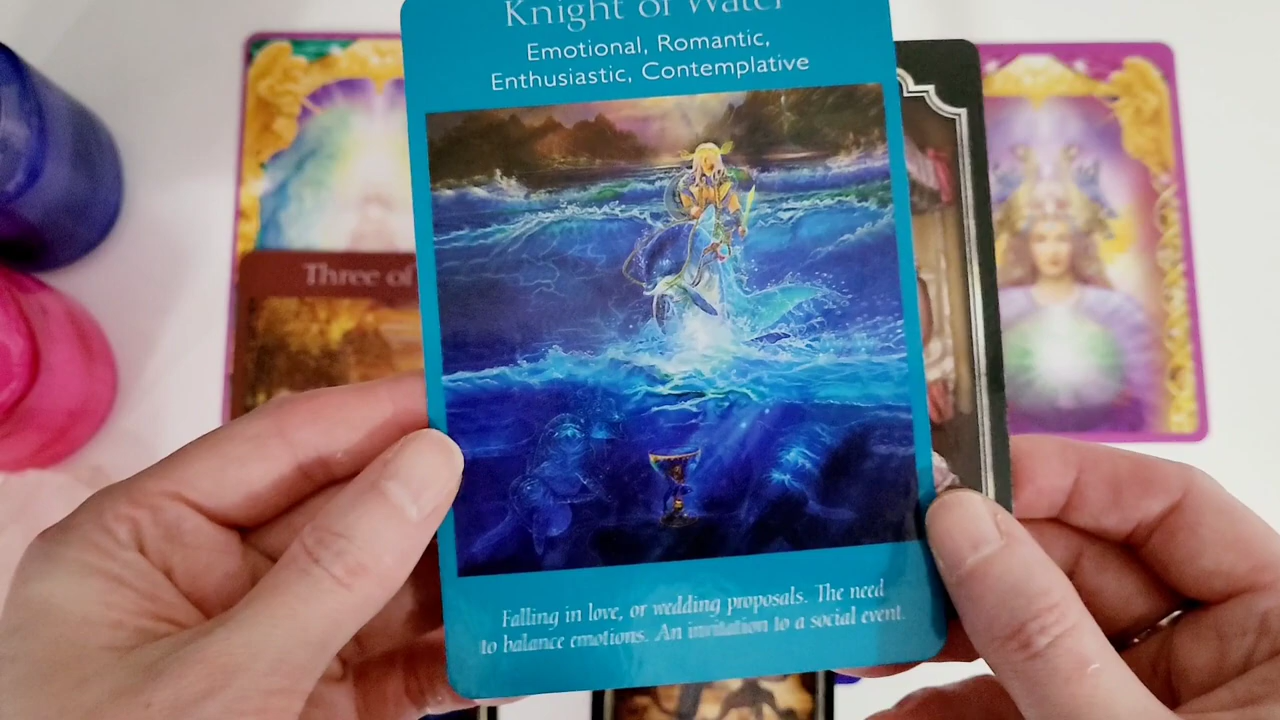 Knight of Water
Emotional, Romantic,
Enthusiastic, Contemplative
Three of
Falling in love, or wedding proposals. The need
to balance emotions. An invitation to a social event.